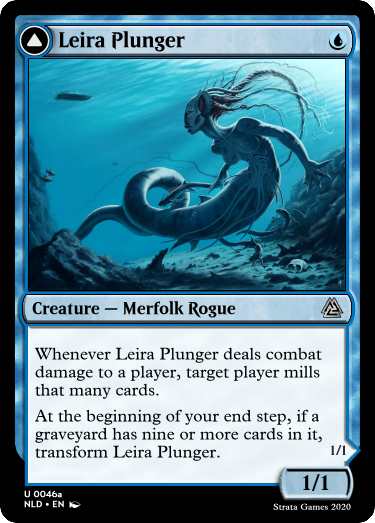 Leira Plunger
Creature — Merfolk Rogue
Whenever Leira Plunger deals combat
damage to a player, target player mills
that many cards.
At the beginning of your end step, if a
graveyard has nine or more cards in it,
transform Leira Plunger.
1/1
1/1
U 0046a
NLD • EN
Strata Games 2020